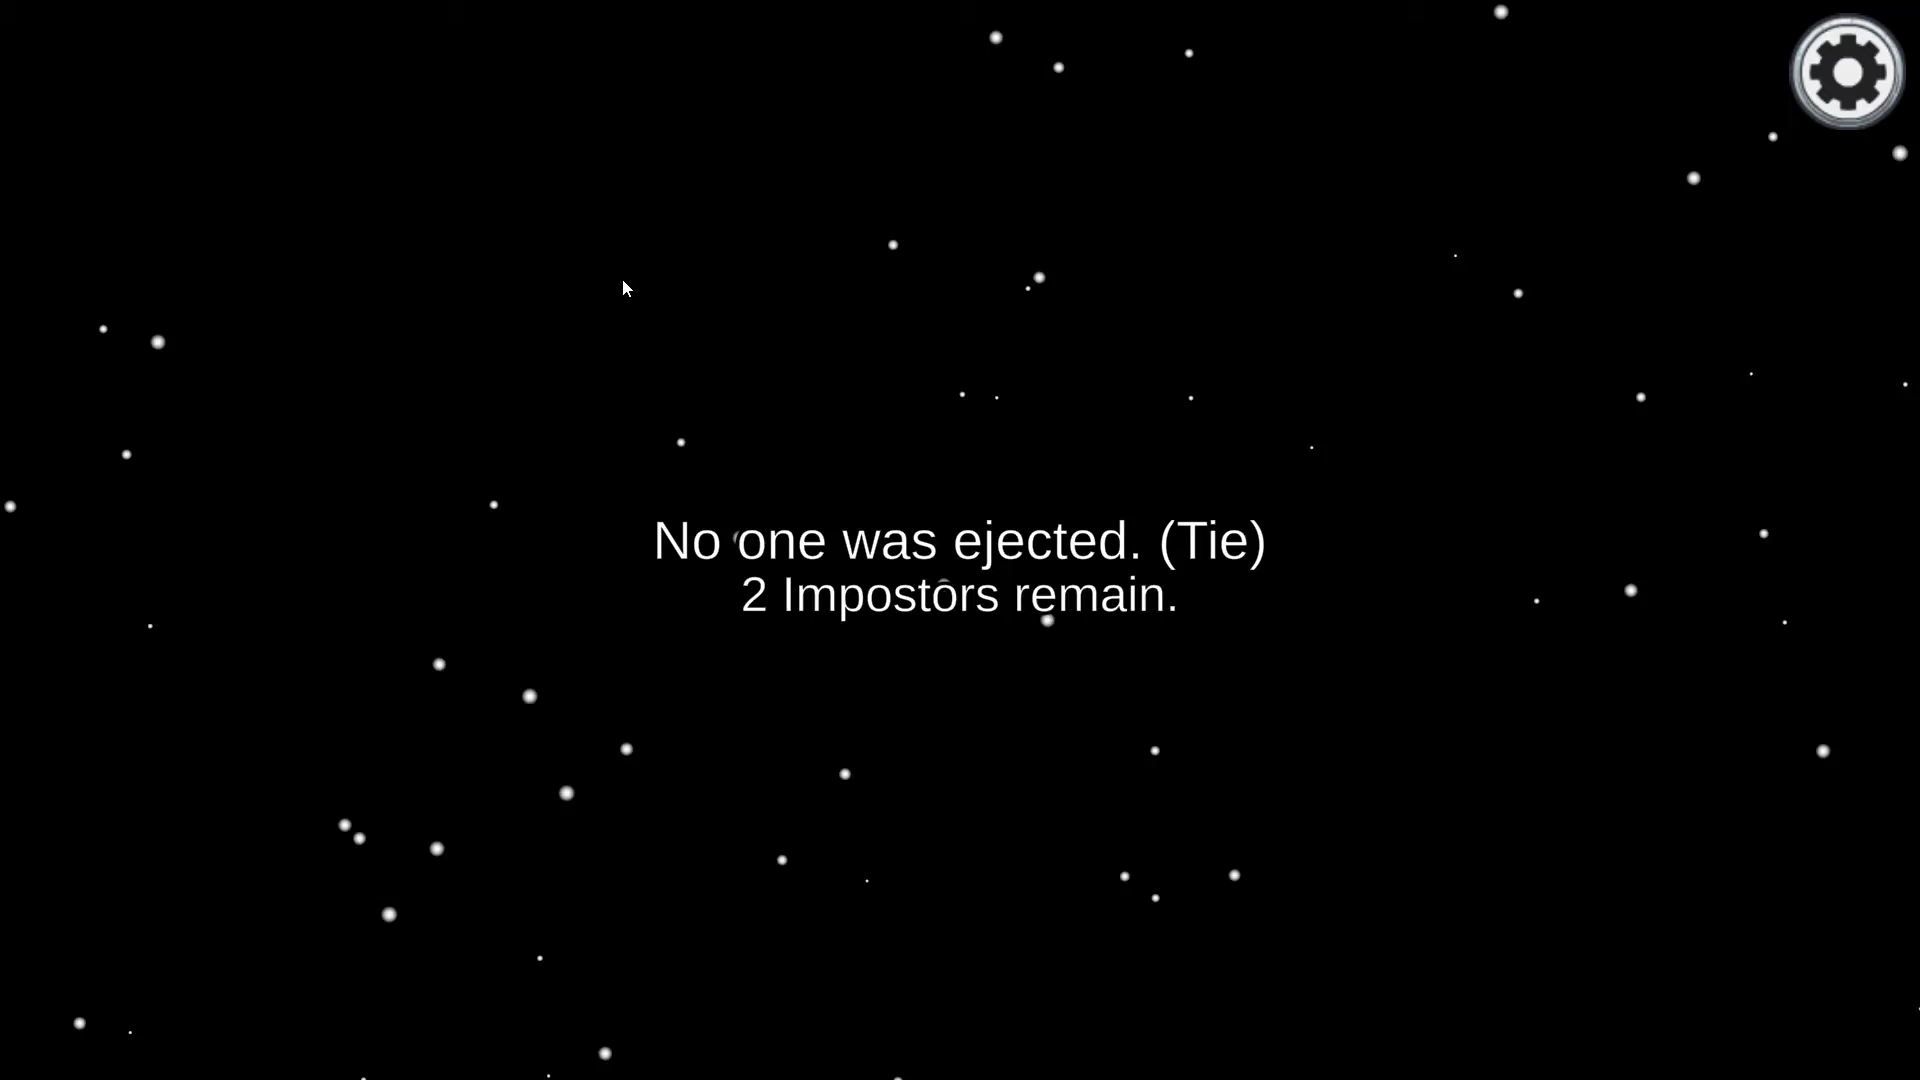 No one was ejected. (Tie)
2 Impostors remain.